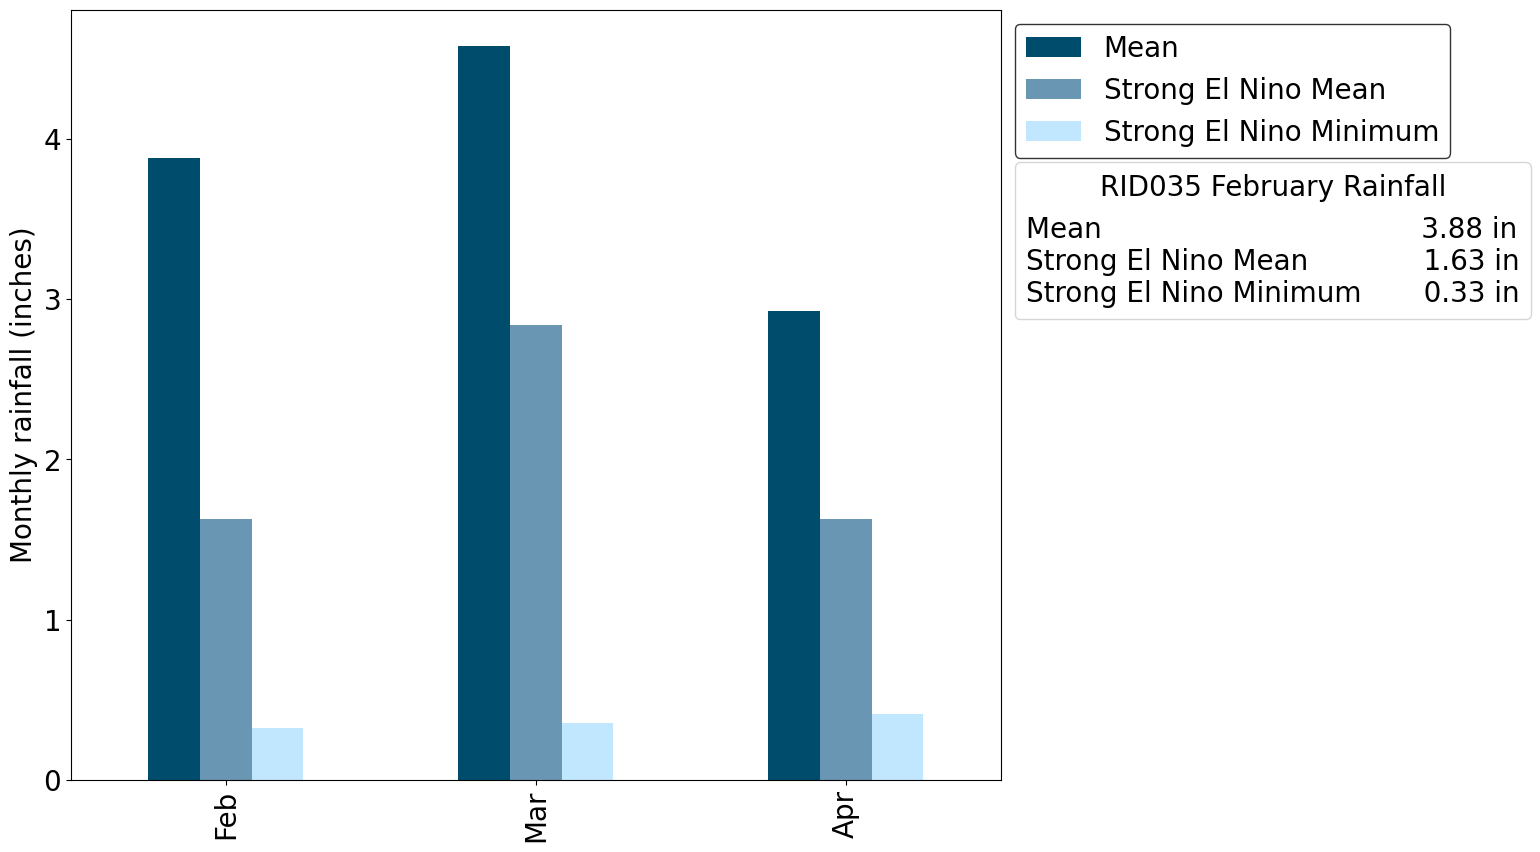 Monthly rainfall (inches)
4
3
2
1
0
Feb
Mar
Apr
Mean
Strong El Nino Mean
Strong El Nino Minimum
RID035 February Rainfall
Mean 3.88 in
Strong El Nino Mean 1.63 in
Strong El Nino Minimum 0.33 in